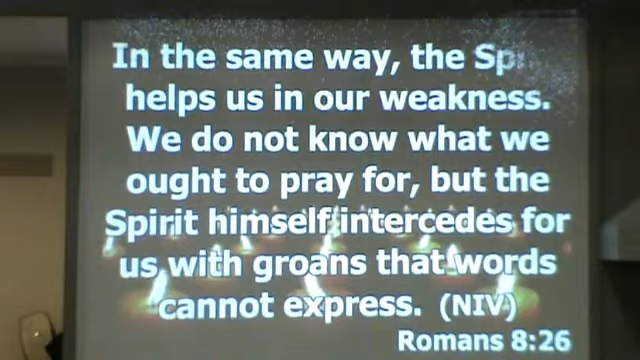 In the same way, the Spirit
helps us in our weakness.
We do not know what we
ought to pray for, but the
Spirit himself intercedes for
us with groans that words
cannot express. (NIV)
Romans 8:26